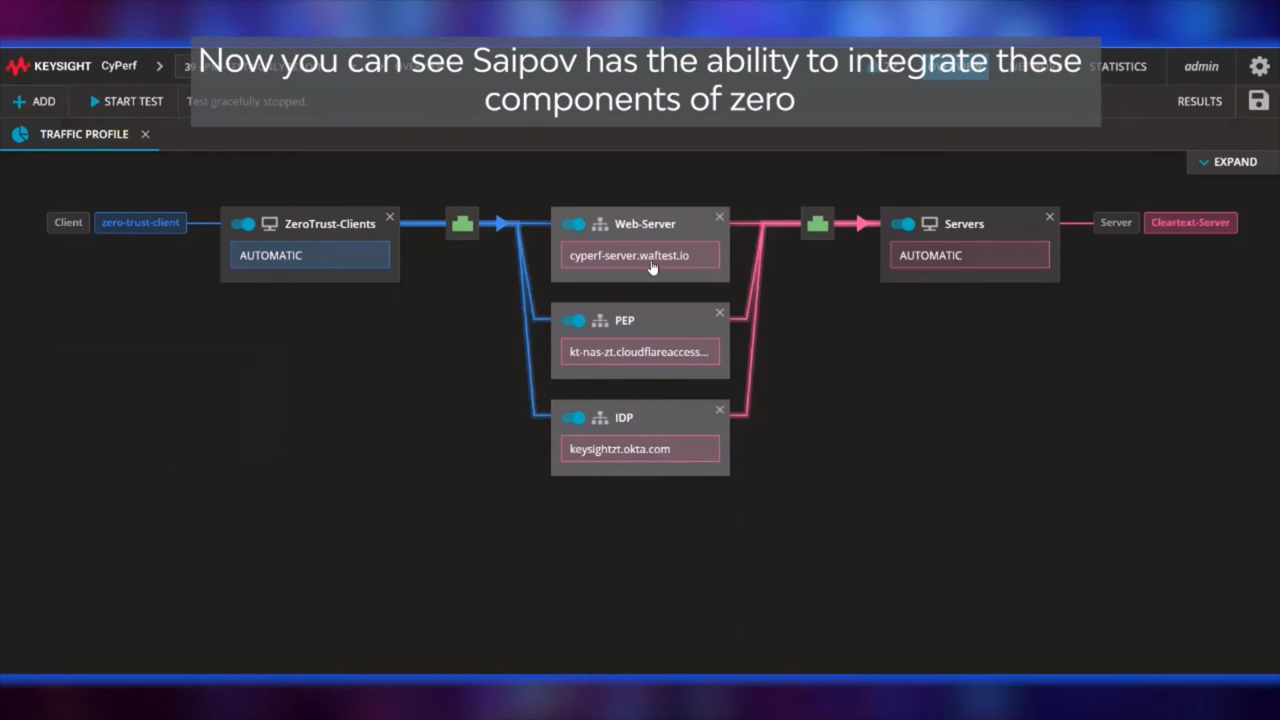 Now you can see Saipov has the ability to integrate these
components of zero
KEYSIGHT CyPerf
STATISTICS
admin
ADD
START TEST
Test gracefully stopped.
RESULTS
TRAFFIC PROFILE
EXPAND
Client
zero-trust-client
ZeroTrust-Clients
AUTOMATIC
Web-Server
cyperf-server.waftest.io
Servers
AUTOMATIC
Server
Cleartext-Server
PEP
kt-nas-zt.cloudflareaccess...
IDP
keysightzt.okta.com